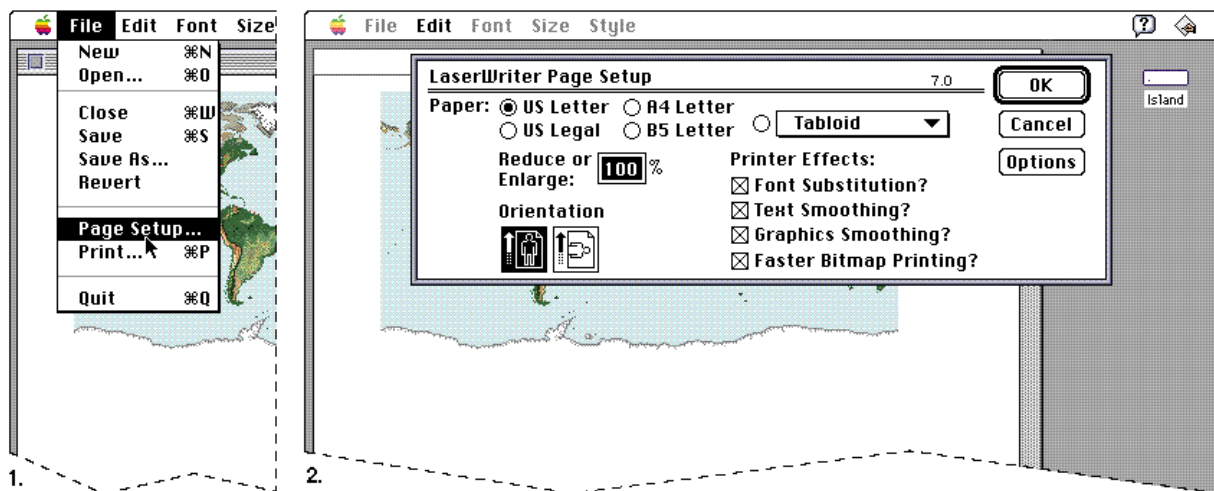 File Edit Font Size
New ⌘N
Open... ⌘O
Close ⌘W
Save ⌘S
Save As...
Revert
Page Setup...
Print... ⌘P
Quit ⌘Q
1.
File Edit Font Size Style
LaserWriter Page Setup 7.0 OK
Paper: US Letter A4 Letter
US Legal B5 Letter Tabloid Cancel
Reduce or Enlarge: 100 % Printer Effects: Options
Font Substitution?
Orientation Text Smoothing?
Graphics Smoothing?
Faster Bitmap Printing?
Island
2.